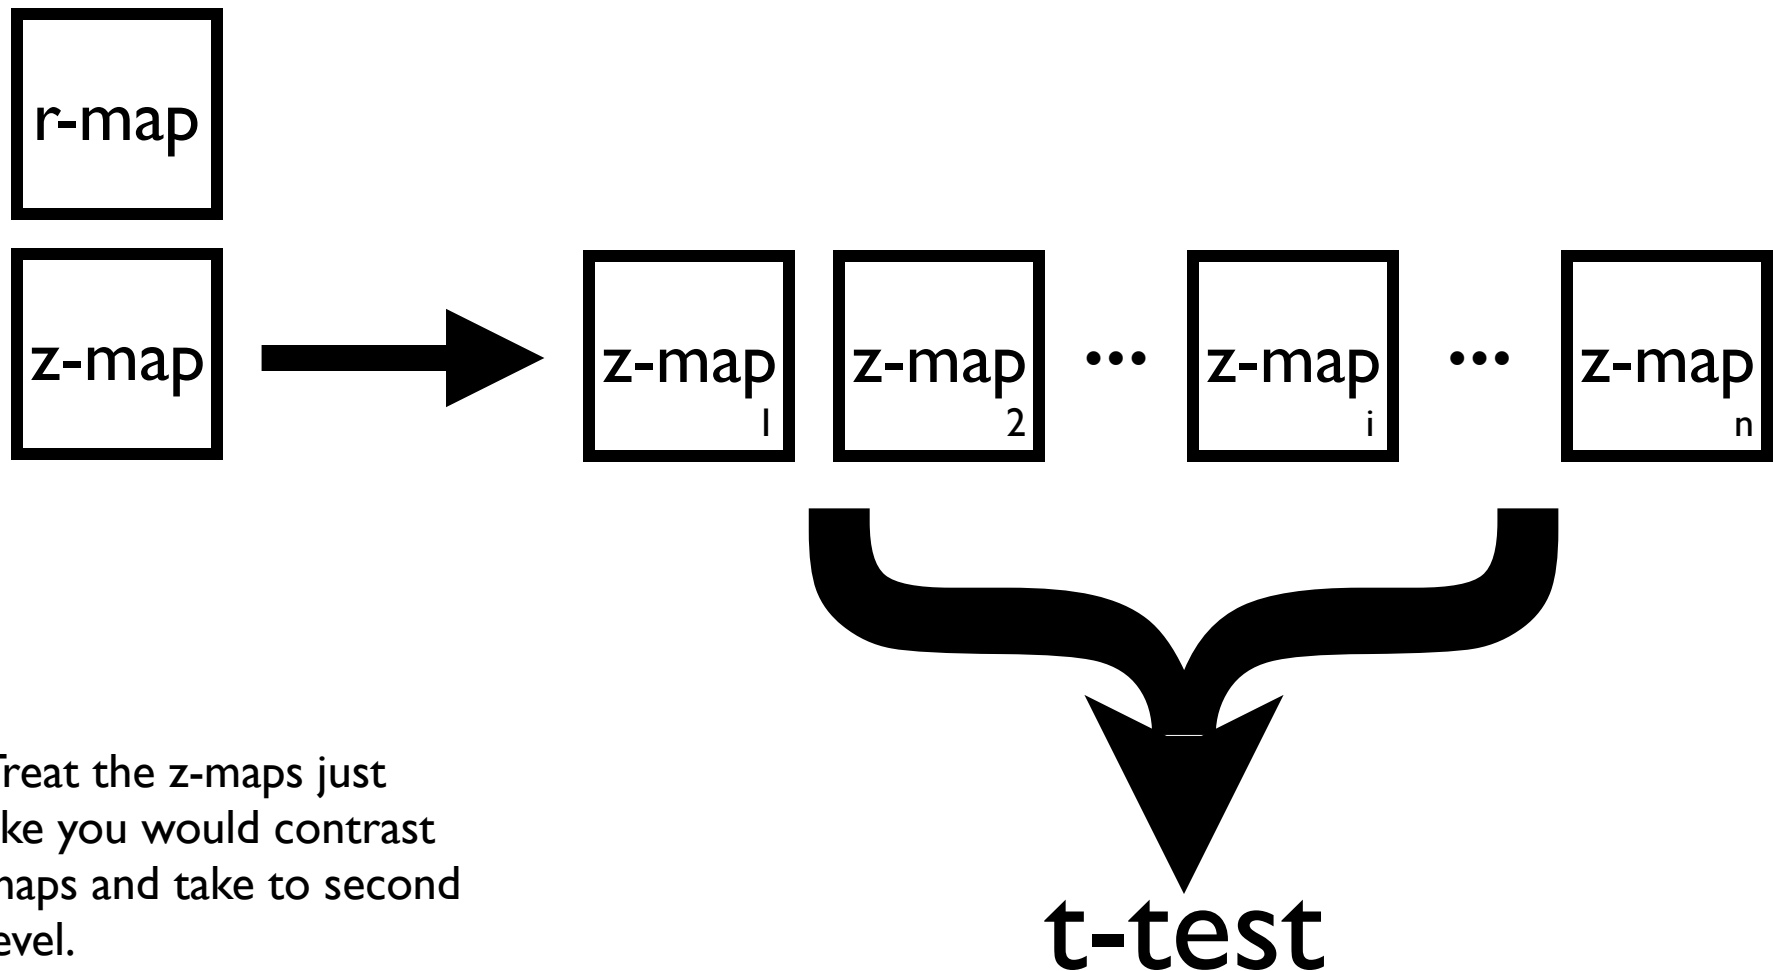 r-map
z-map
z-map
1
z-map
2
...
z-map
i
...
z-map
n
reat the z-maps just
ke you would contrast
aps and take to second
evel.
t-test